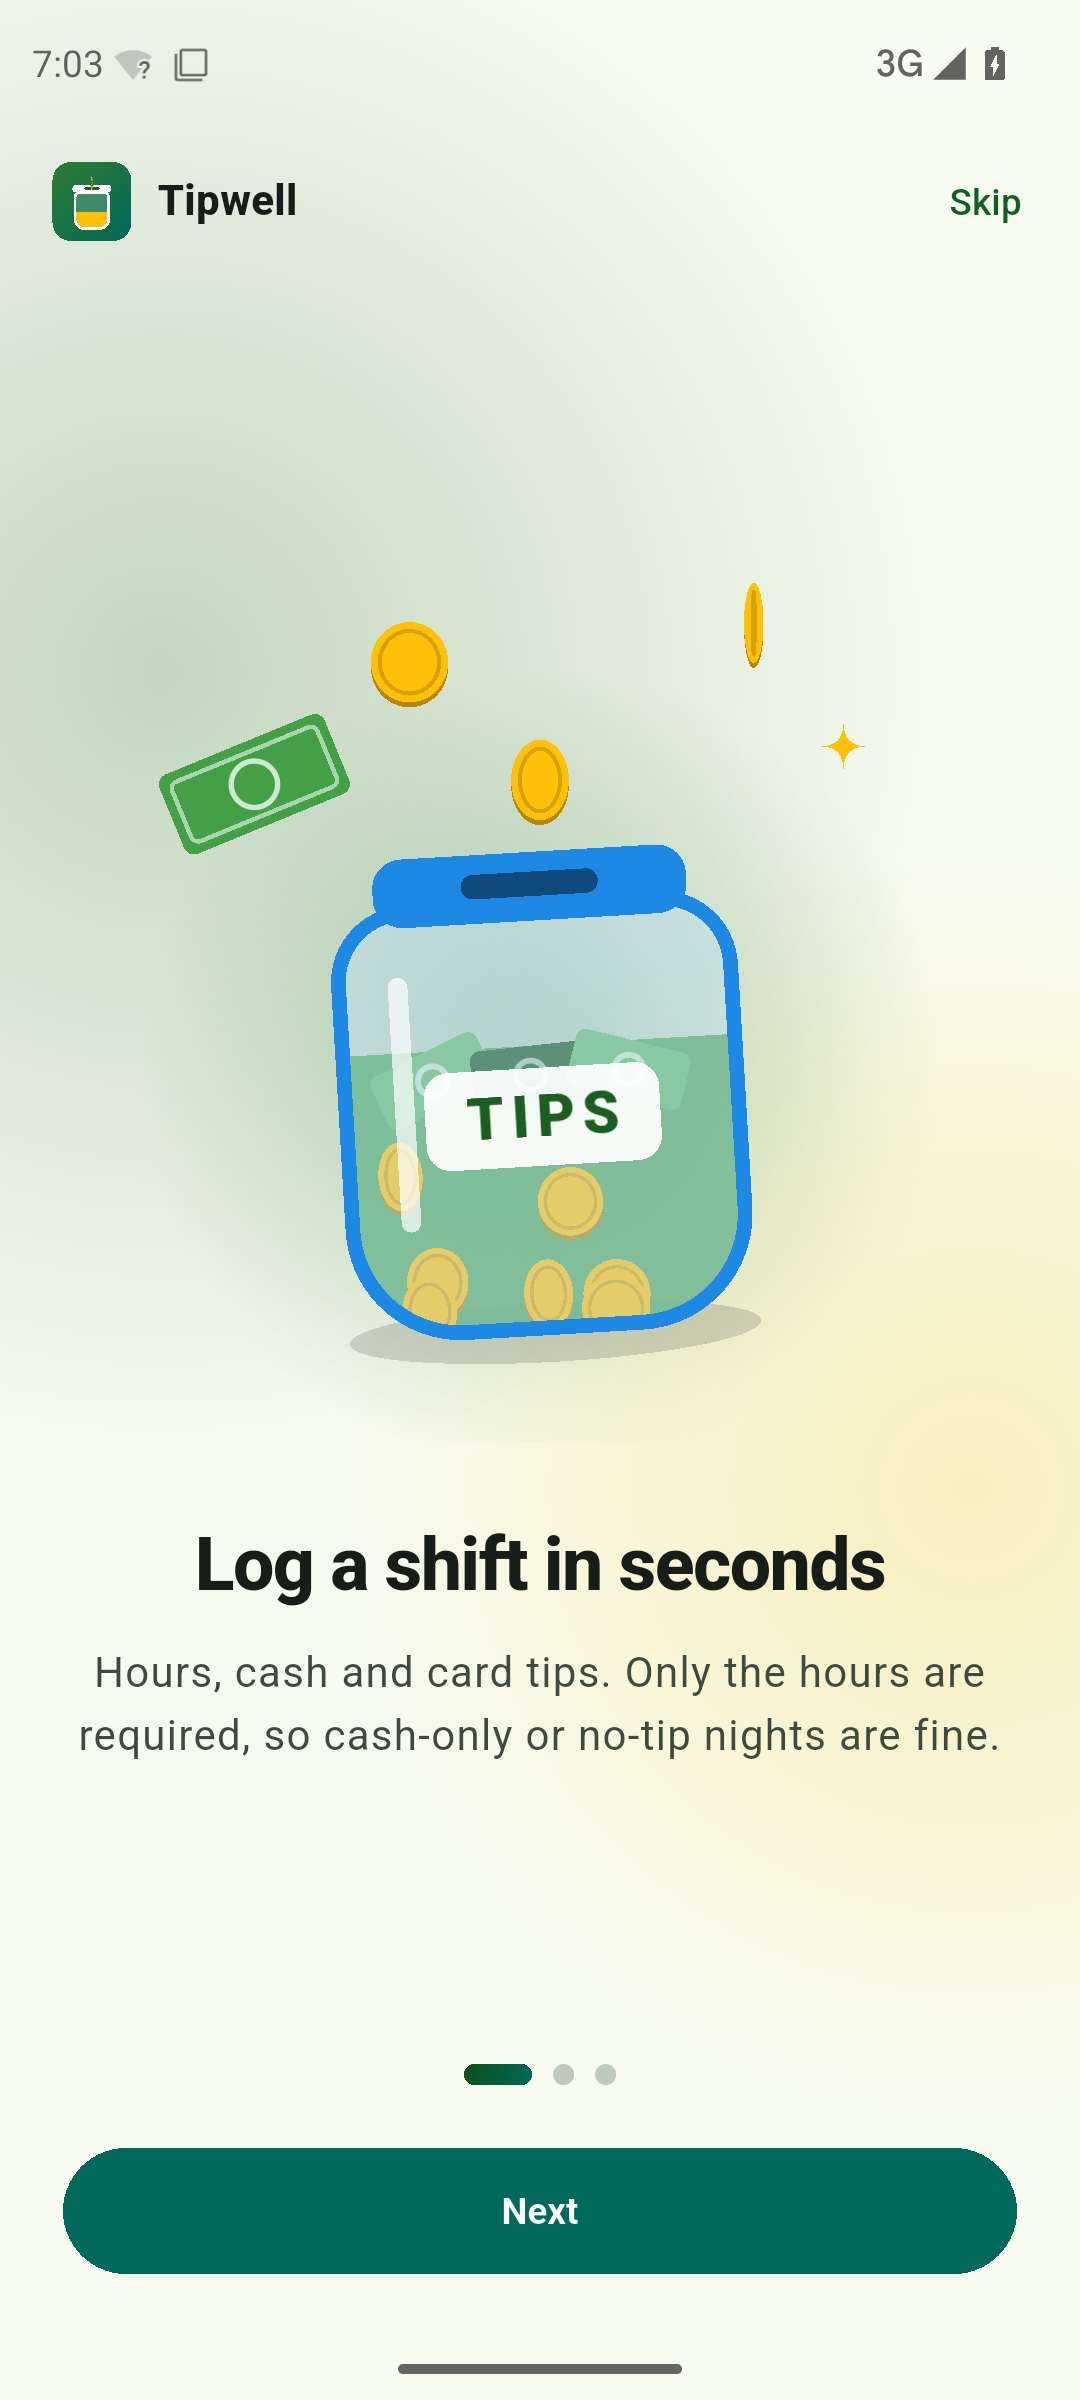 7:03
3G
Tipwell
Skip
TIPS
Log a shift in seconds
Hours, cash and card tips. Only the hours are
required, so cash-only or no-tip nights are fine.
Next